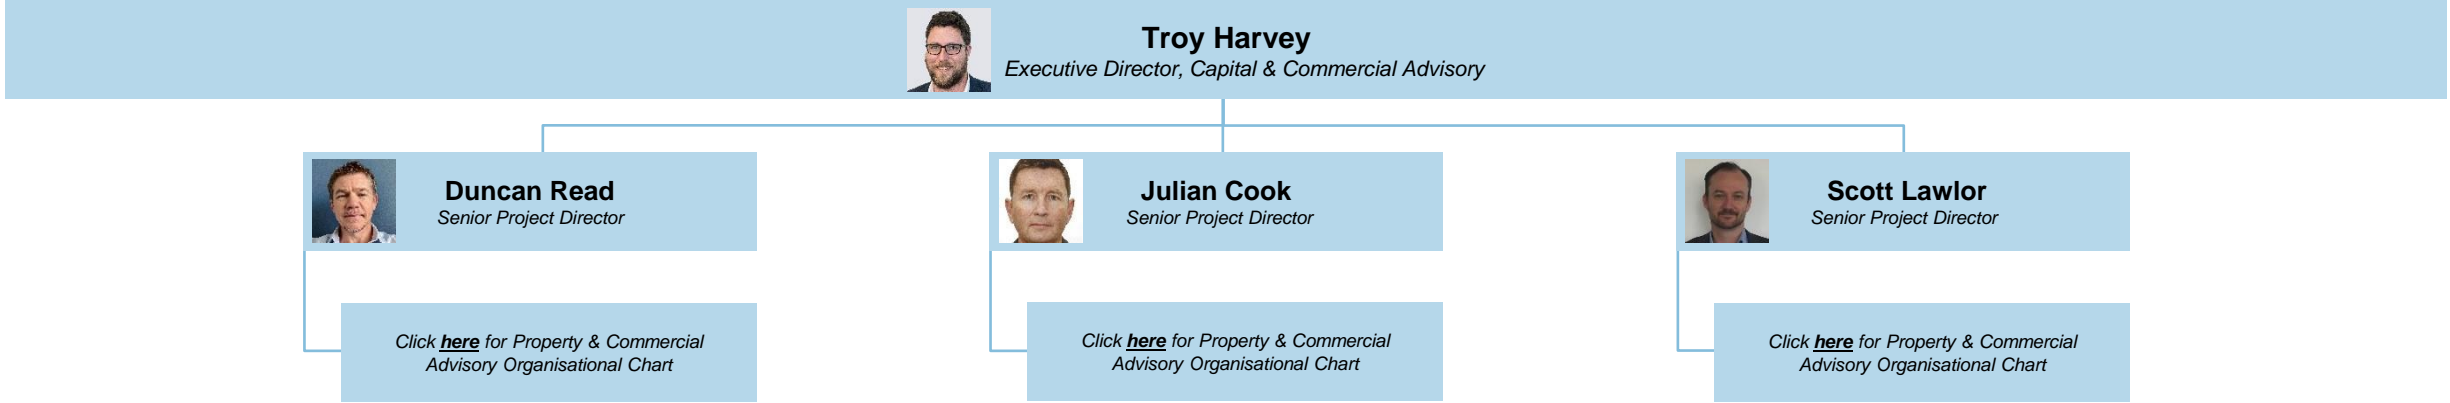 Troy Harvey
Executive Director, Capital & Commercial Advisory
Duncan Read
Senior Project Director
Julian Cook
Senior Project Director
Scott Lawlor
Senior Project Director
Click here for Property & Commercial
Advisory Organisational Chart
Click here for Property & Commercial
Advisory Organisational Chart
Click here for Property & Commercial
Advisory Organisational Chart